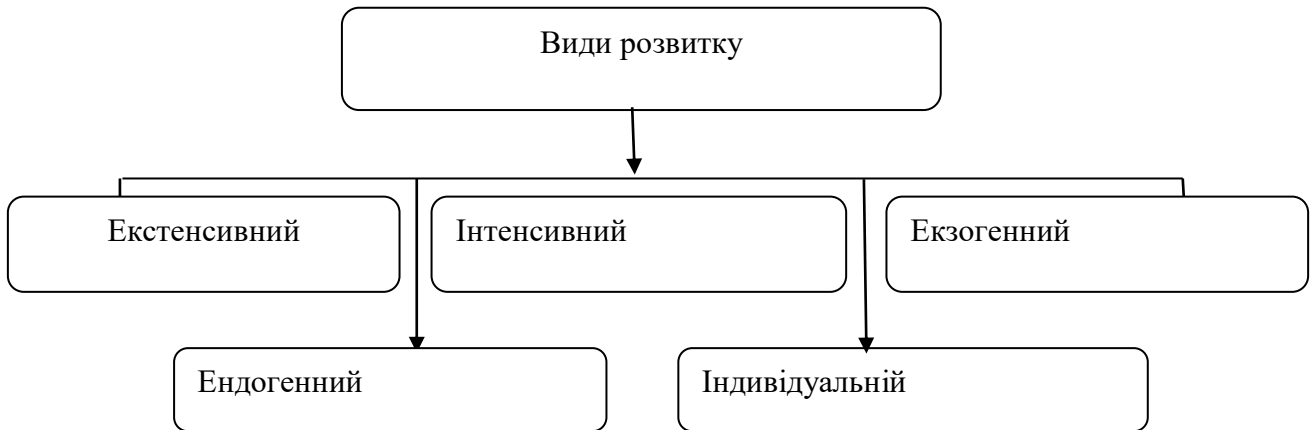 Види розвитку
Екстенсивний
Інтенсивний
Екзогенний
Ендогенний
Індивідуальній